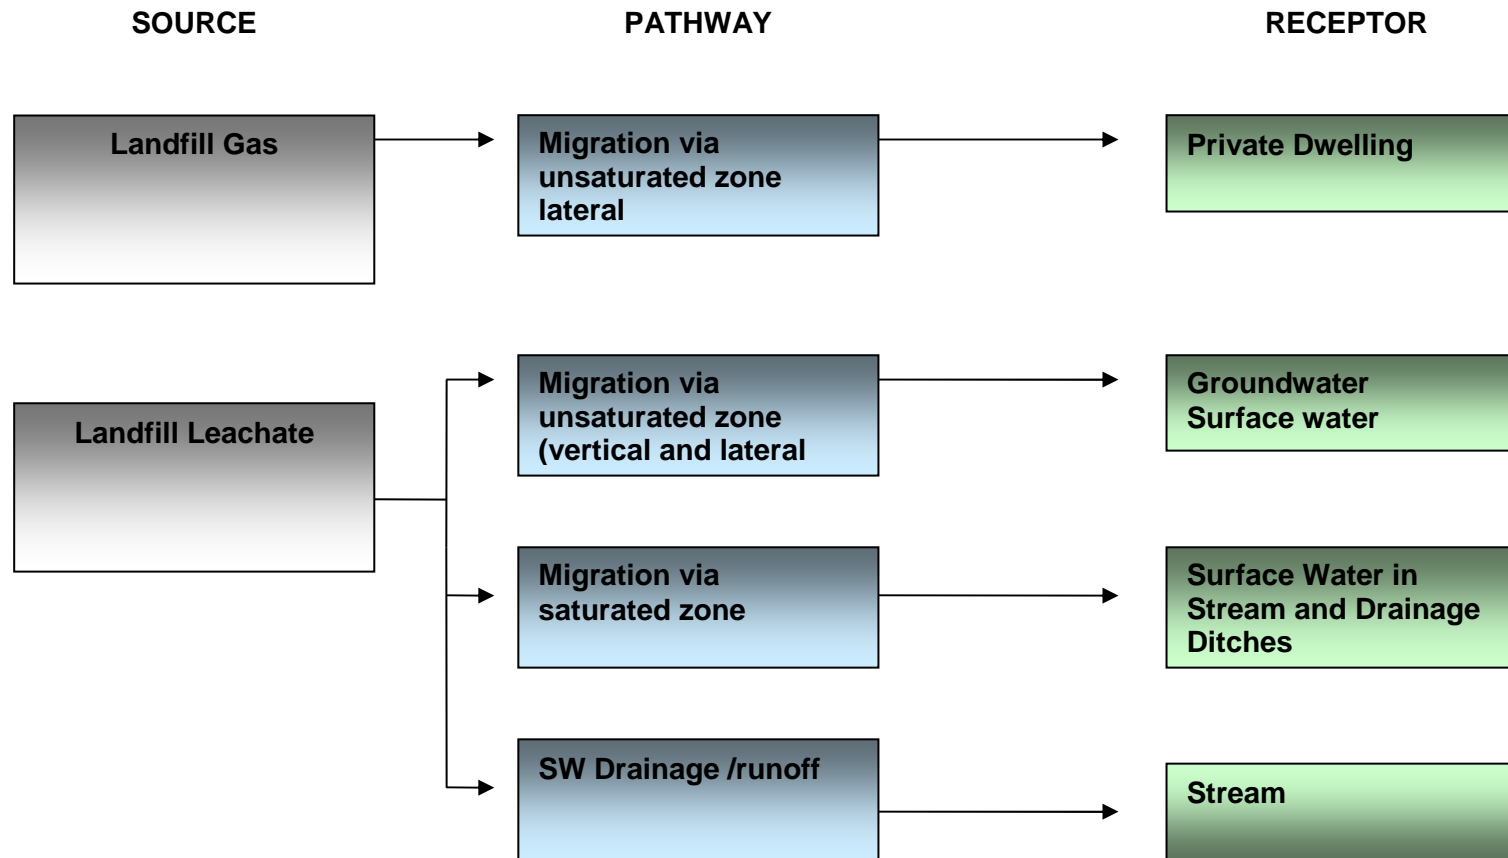 SOURCE
PATHWAY
RECEPTOR
Landfill Gas
Migration via
unsaturated zone
lateral
Private Dwelling
Landfill Leachate
Migration via
unsaturated zone
(vertical and lateral
Groundwater
Surface water
Migration via
saturated zone
Surface Water in
Stream and Drainage
Ditches
SW Drainage /runoff
Stream